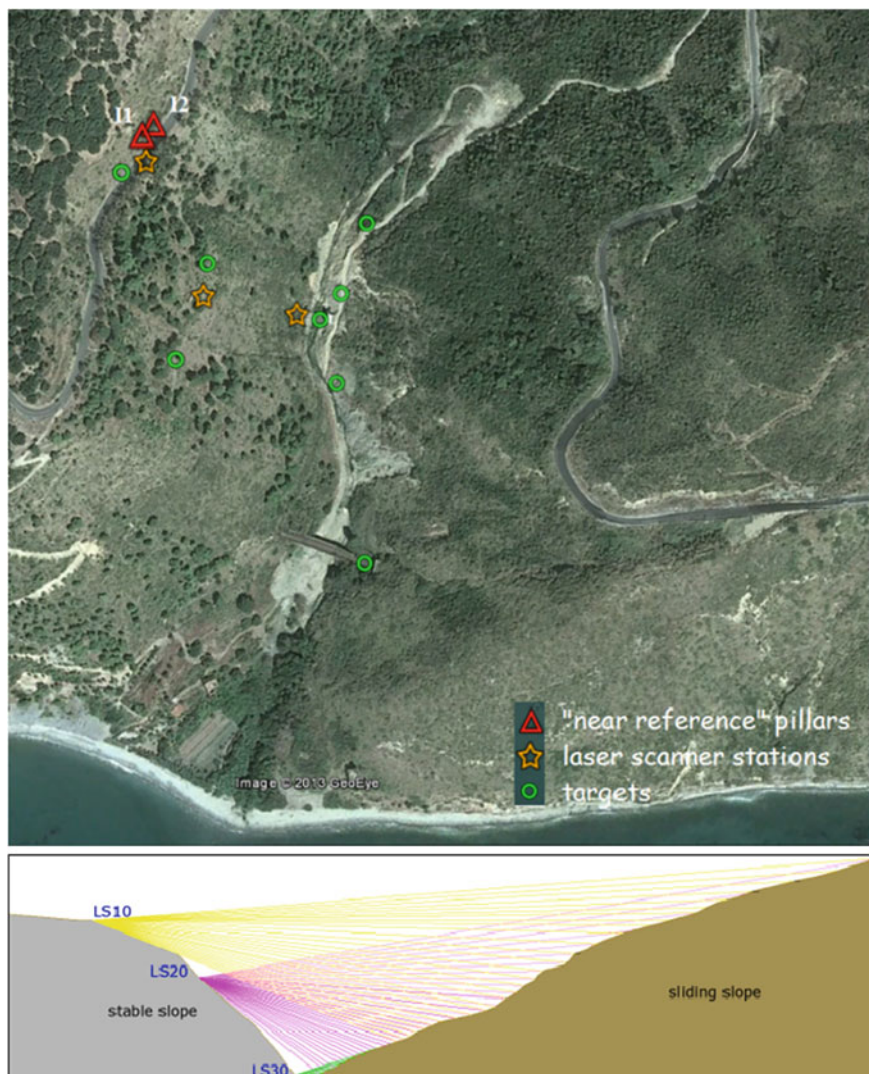 I1 I2
Image © 2013 GeoEye
"near reference" pillars
laser scanner stations
targets
LS10
LS20
stable slope
sliding slope
LS30